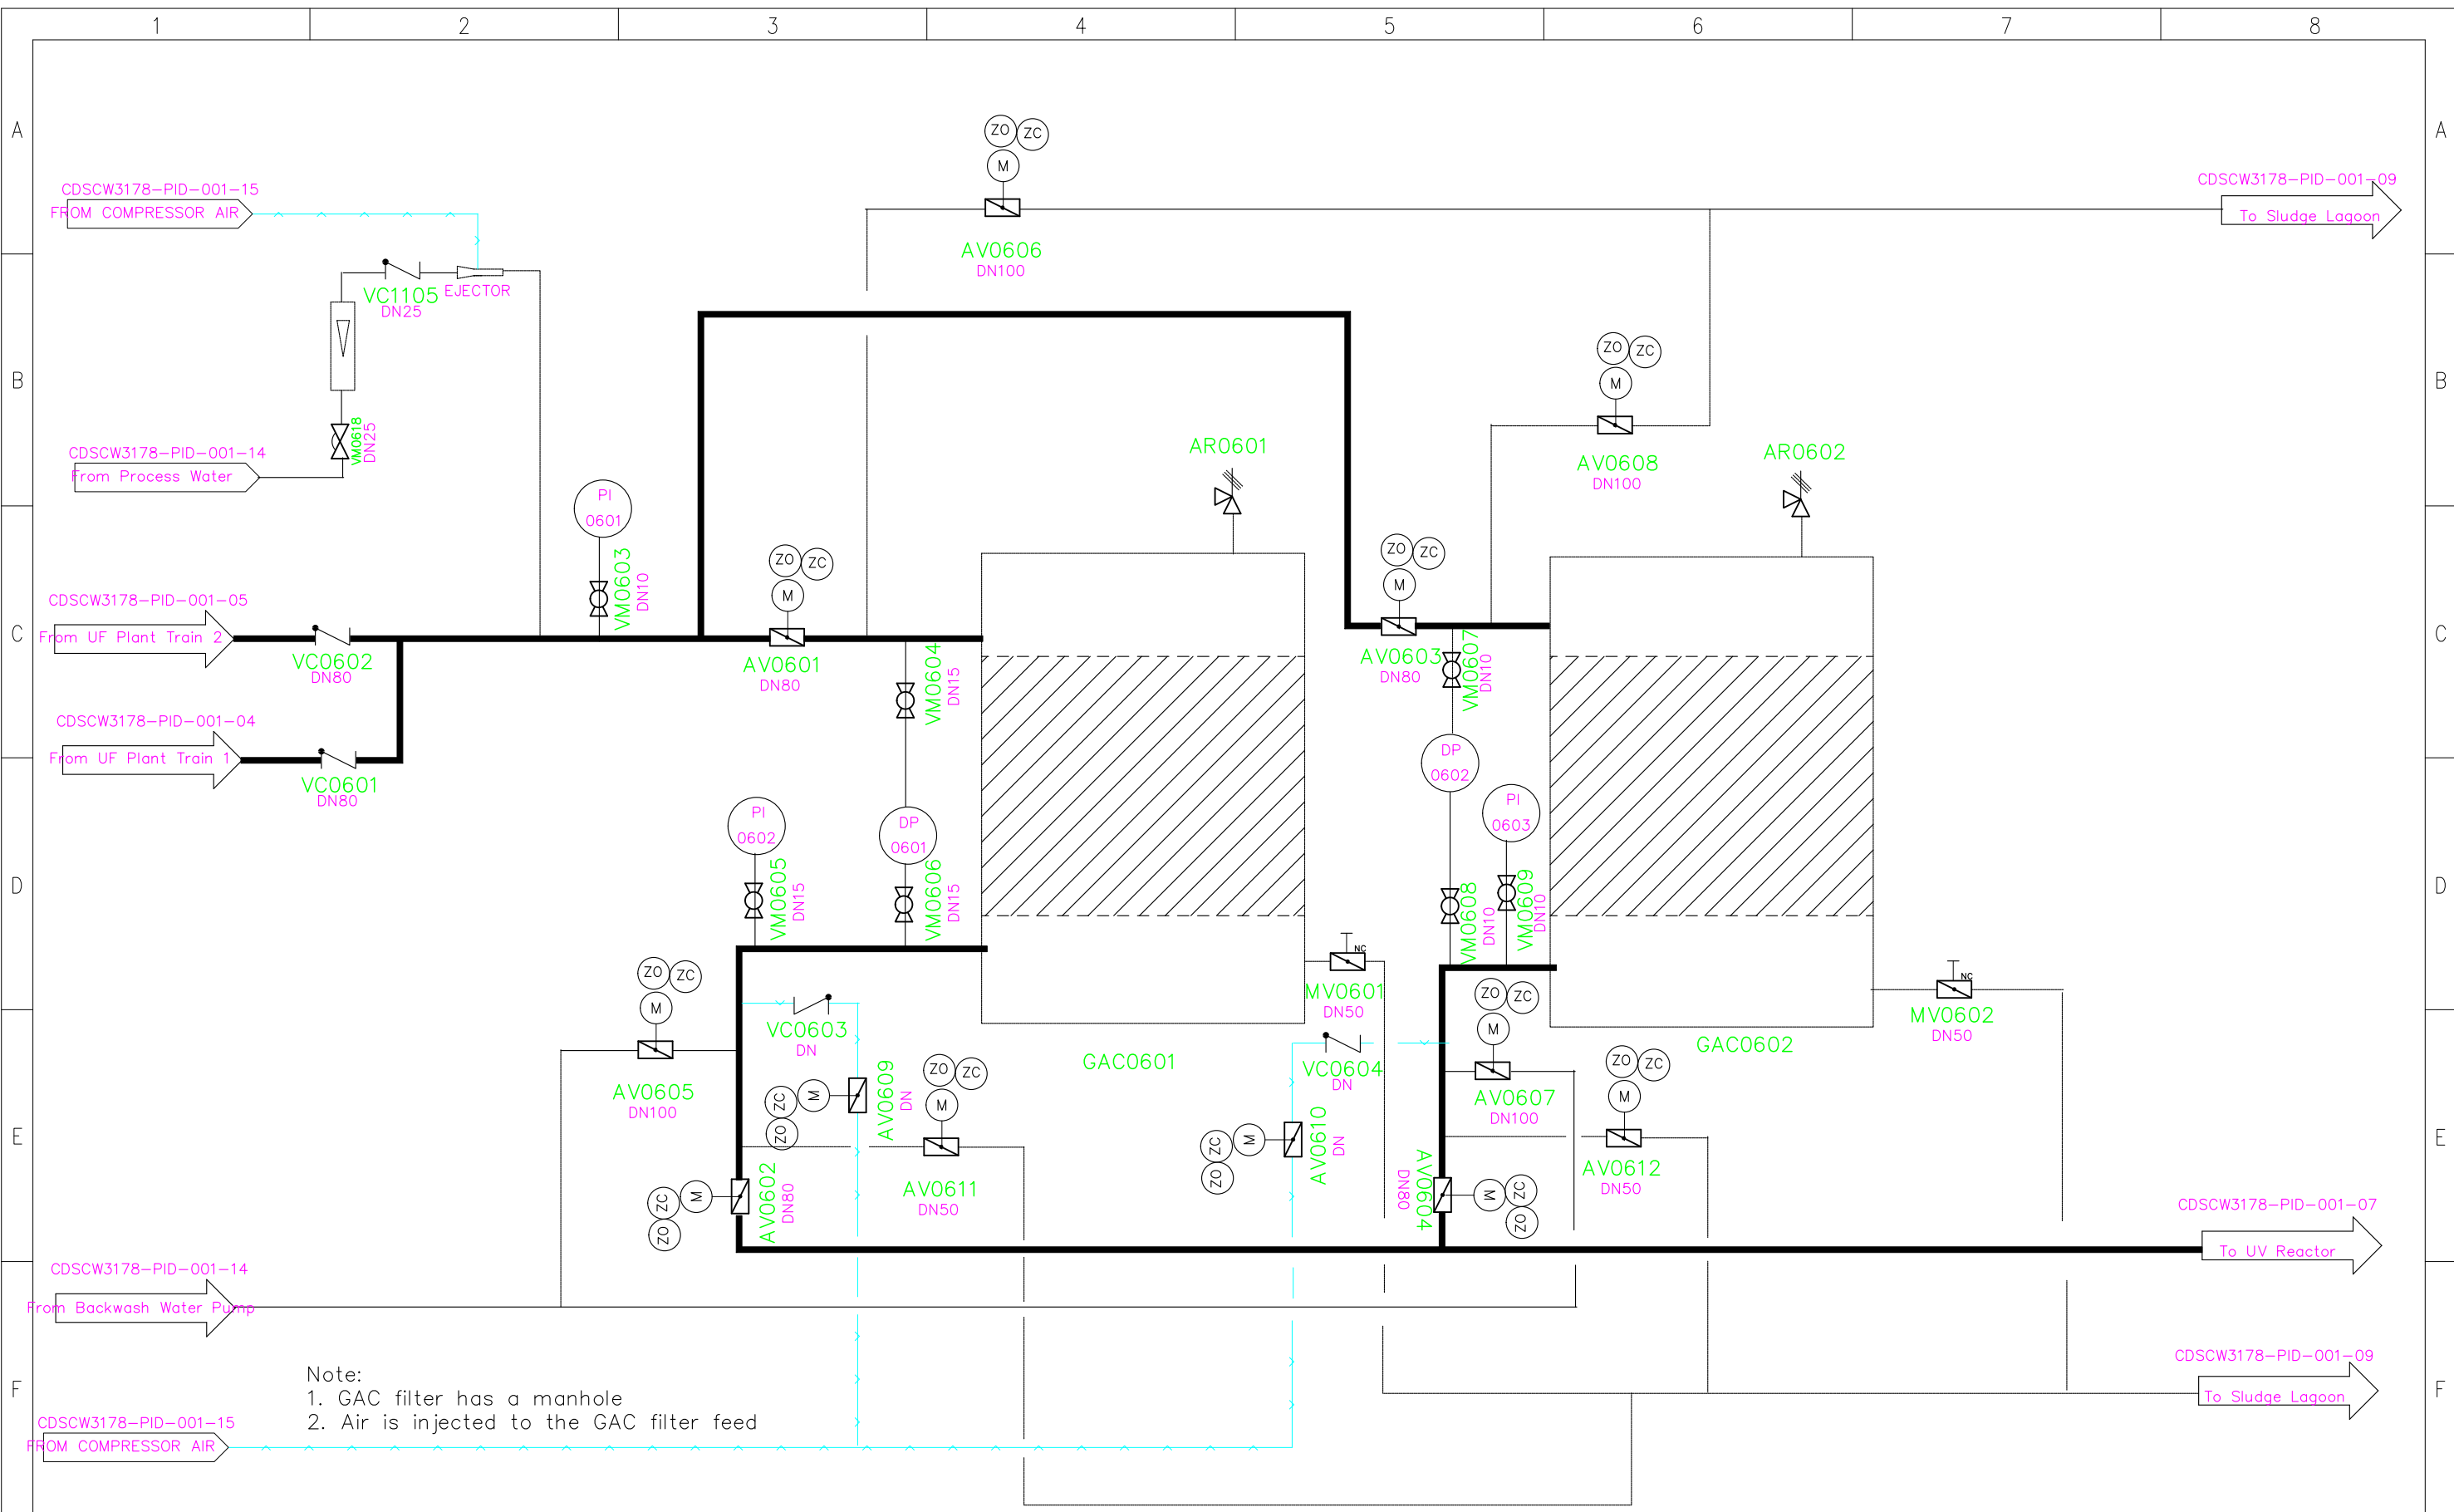 1
2
3
4
5
6
7
8
A
A
ZO
ZC
M
CDSCW3178-PID-001-15
FROM COMPRESSOR AIR
CDSCW3178-PID-001-09
To Sludge Lagoon
AV0606
DN100
VC1105
DN25
EJECTOR
B
B
ZO
ZC
M
VM0618
DN25
CDSCW3178-PID-001-14
From Process Water
AR0601
AV0608
DN100
AR0602
PI
0601
VM0603
DN10
ZO
ZC
M
ZO
ZC
M
CDSCW3178-PID-001-05
From UF Plant Train 2
C
C
VC0602
DN80
AV0601
DN80
VM0604
DN15
AV0603
DN80
VM0607
DN10
CDSCW3178-PID-001-04
From UF Plant Train 1
VC0601
DN80
DP
0602
PI
0603
PI
0602
DP
0601
D
D
VM0605
DN15
VM0606
DN15
VM0608
DN10
VM0609
DN10
NC
MV0601
DN50
NC
MV0602
DN50
ZO
ZC
M
VC0603
DN
ZO
ZC
M
GAC0601
VC0604
DN
GAC0602
AV0605
DN100
ZC
ZO
M
AV0609
DN
ZO
ZC
M
AV0607
DN100
ZO
ZC
M
E
E
ZC
ZO
M
AV0610
DN
AV0611
DN50
AV0612
DN50
ZC
ZO
M
AV0602
DN80
AV0604
DN80
M
ZC
ZO
CDSCW3178-PID-001-07
To UV Reactor
CDSCW3178-PID-001-14
From Backwash Water Pump
F
F
Note:
1. GAC filter has a manhole
2. Air is injected to the GAC filter feed
CDSCW3178-PID-001-09
To Sludge Lagoon
CDSCW3178-PID-001-15
FROM COMPRESSOR AIR